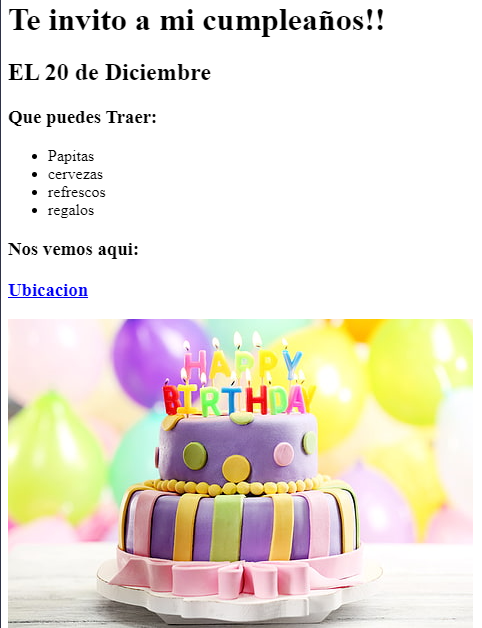 Te invito a mi cumpleaños!!
EL 20 de Diciembre
Que puedes Traer:
Papitas
cervezas
refrescos
regalos
Nos vemos aqui:
Ubicacion
HAPPY
BIRTHDAY